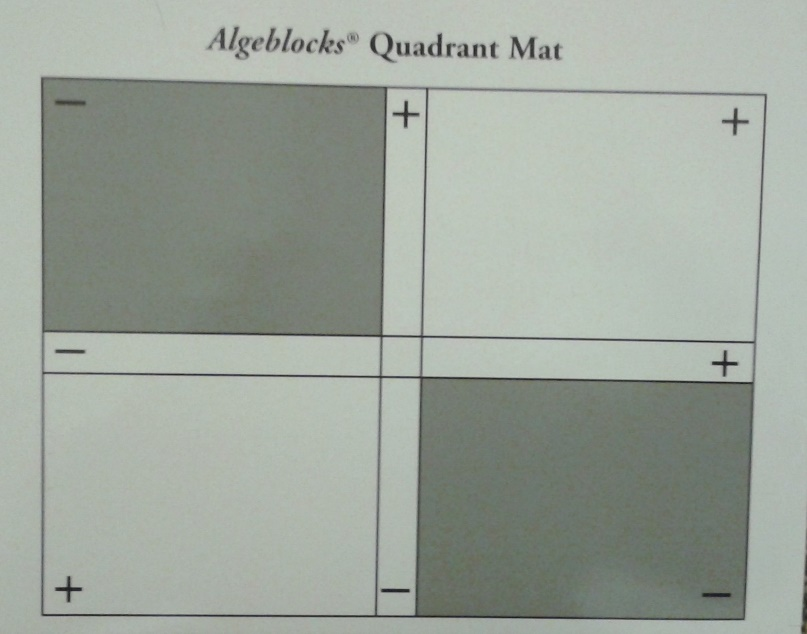 Algeblocks® Quadrant Mat
− + +
− +
+ − −